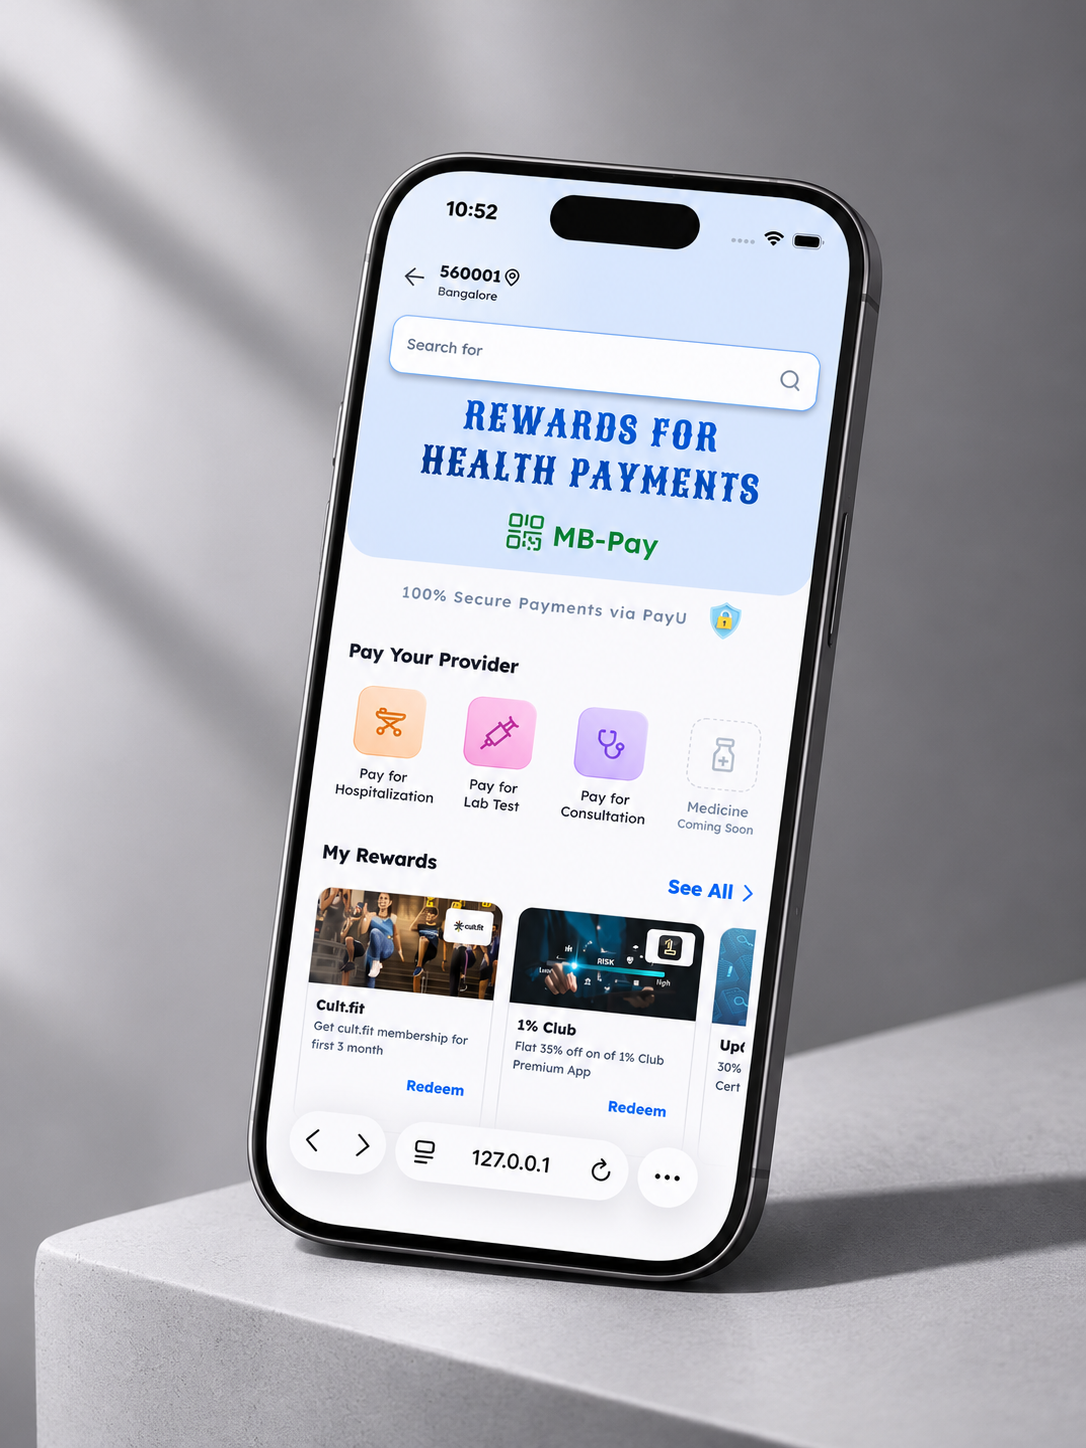 10:52
560001
Bangalore
Search for
REWARDS FOR
HEALTH PAYMENTS
MB-Pay
100% Secure Payments via PayU
Pay Your Provider
Pay for
Hospitalization
Pay for
Lab Test
Pay for
Consultation
Medicine
Coming Soon
My Rewards
See All
cult.fit
RISK
Low
High
Cult.fit
Get cult.fit membership for
first 3 month
Redeem
1% Club
Flat 35% off on of 1% Club
Premium App
Redeem
30%
Cert
127.0.0.1